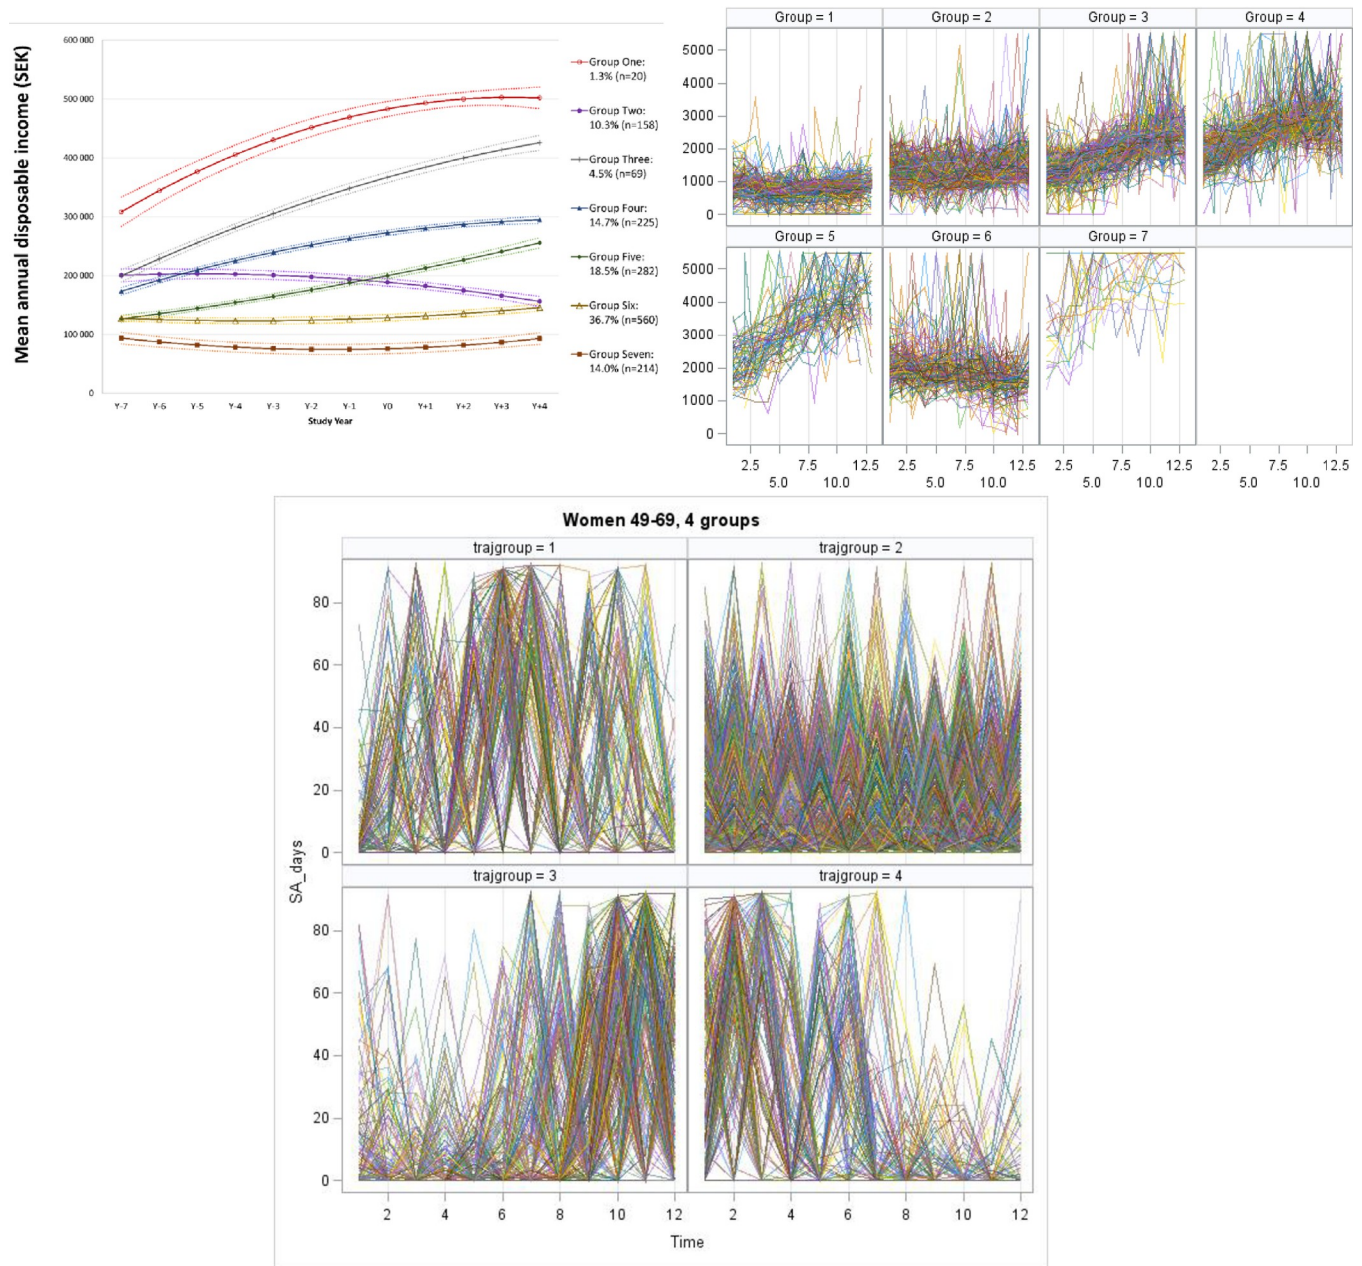 Mean annual disposable income (SEK)
600 000
500 000
400 000
300 000
200 000
100 000
0
Y-7 Y-6 Y-5 Y-4 Y-3 Y-2 Y-1 Y0 Y+1 Y+2 Y+3 Y+4
Study Year
Group One:
1.3% (n=20)
Group Two:
10.3% (n=158)
Group Three:
4.5% (n=69)
Group Four:
14.7% (n=225)
Group Five:
18.5% (n=282)
Group Six:
36.7% (n=560)
Group Seven:
14.0% (n=214)
Group = 1 Group = 2 Group = 3 Group = 4
5000
4000
3000
2000
1000
0
Group = 5 Group = 6 Group = 7
5000
4000
3000
2000
1000
0
2.5 7.5 12.5 2.5 7.5 12.5 2.5 7.5 12.5 2.5 7.5 12.5
5.0 10.0 5.0 10.0 5.0 10.0 5.0 10.0
Women 49-69, 4 groups
trajgroup = 1 trajgroup = 2
80
60
40
20
0
SA_days
trajgroup = 3 trajgroup = 4
80
60
40
20
0
2 4 6 8 10 12 2 4 6 8 10 12
Time